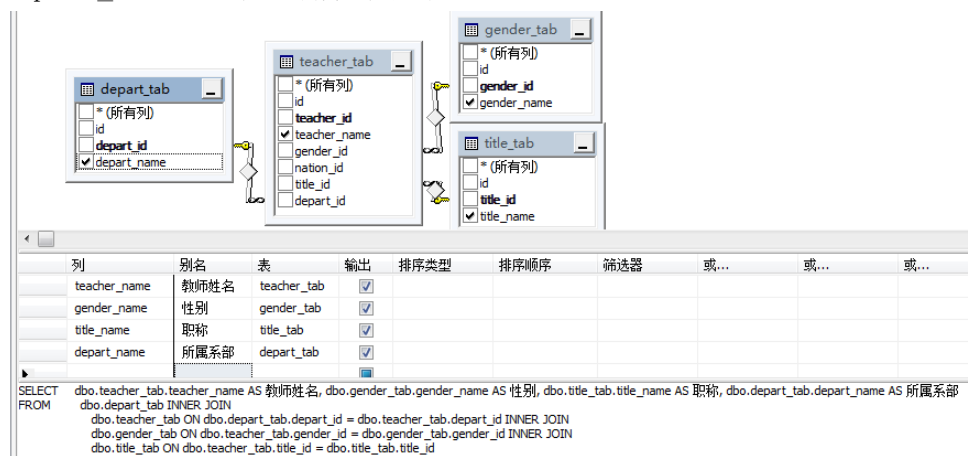 gender_tab
* (所有列)
id
gender_id
gender_name
teacher_tab
* (所有列)
id
teacher_id
teacher_name
gender_id
nation_id
title_id
depart_id
depart_tab
* (所有列)
id
depart_id
depart_name
title_tab
* (所有列)
id
title_id
title_name
列 别名 表 输出 排序类型 排序顺序 筛选器 或... 或... 或...
teacher_name 教师姓名 teacher_tab
gender_name 性别 gender_tab
title_name 职称 title_tab
depart_name 所属系部 depart_tab
SELECT dbo.teacher_tab.teacher_name AS 教师姓名, dbo.gender_tab.gender_name AS 性别, dbo.title_tab.title_name AS 职称, dbo.depart_tab.depart_name AS 所属系部
FROM dbo.depart_tab INNER JOIN
dbo.teacher_tab ON dbo.depart_tab.depart_id = dbo.teacher_tab.depart_id INNER JOIN
dbo.gender_tab ON dbo.teacher_tab.gender_id = dbo.gender_tab.gender_id INNER JOIN
dbo.title_tab ON dbo.teacher_tab.title_id = dbo.title_tab.title_id